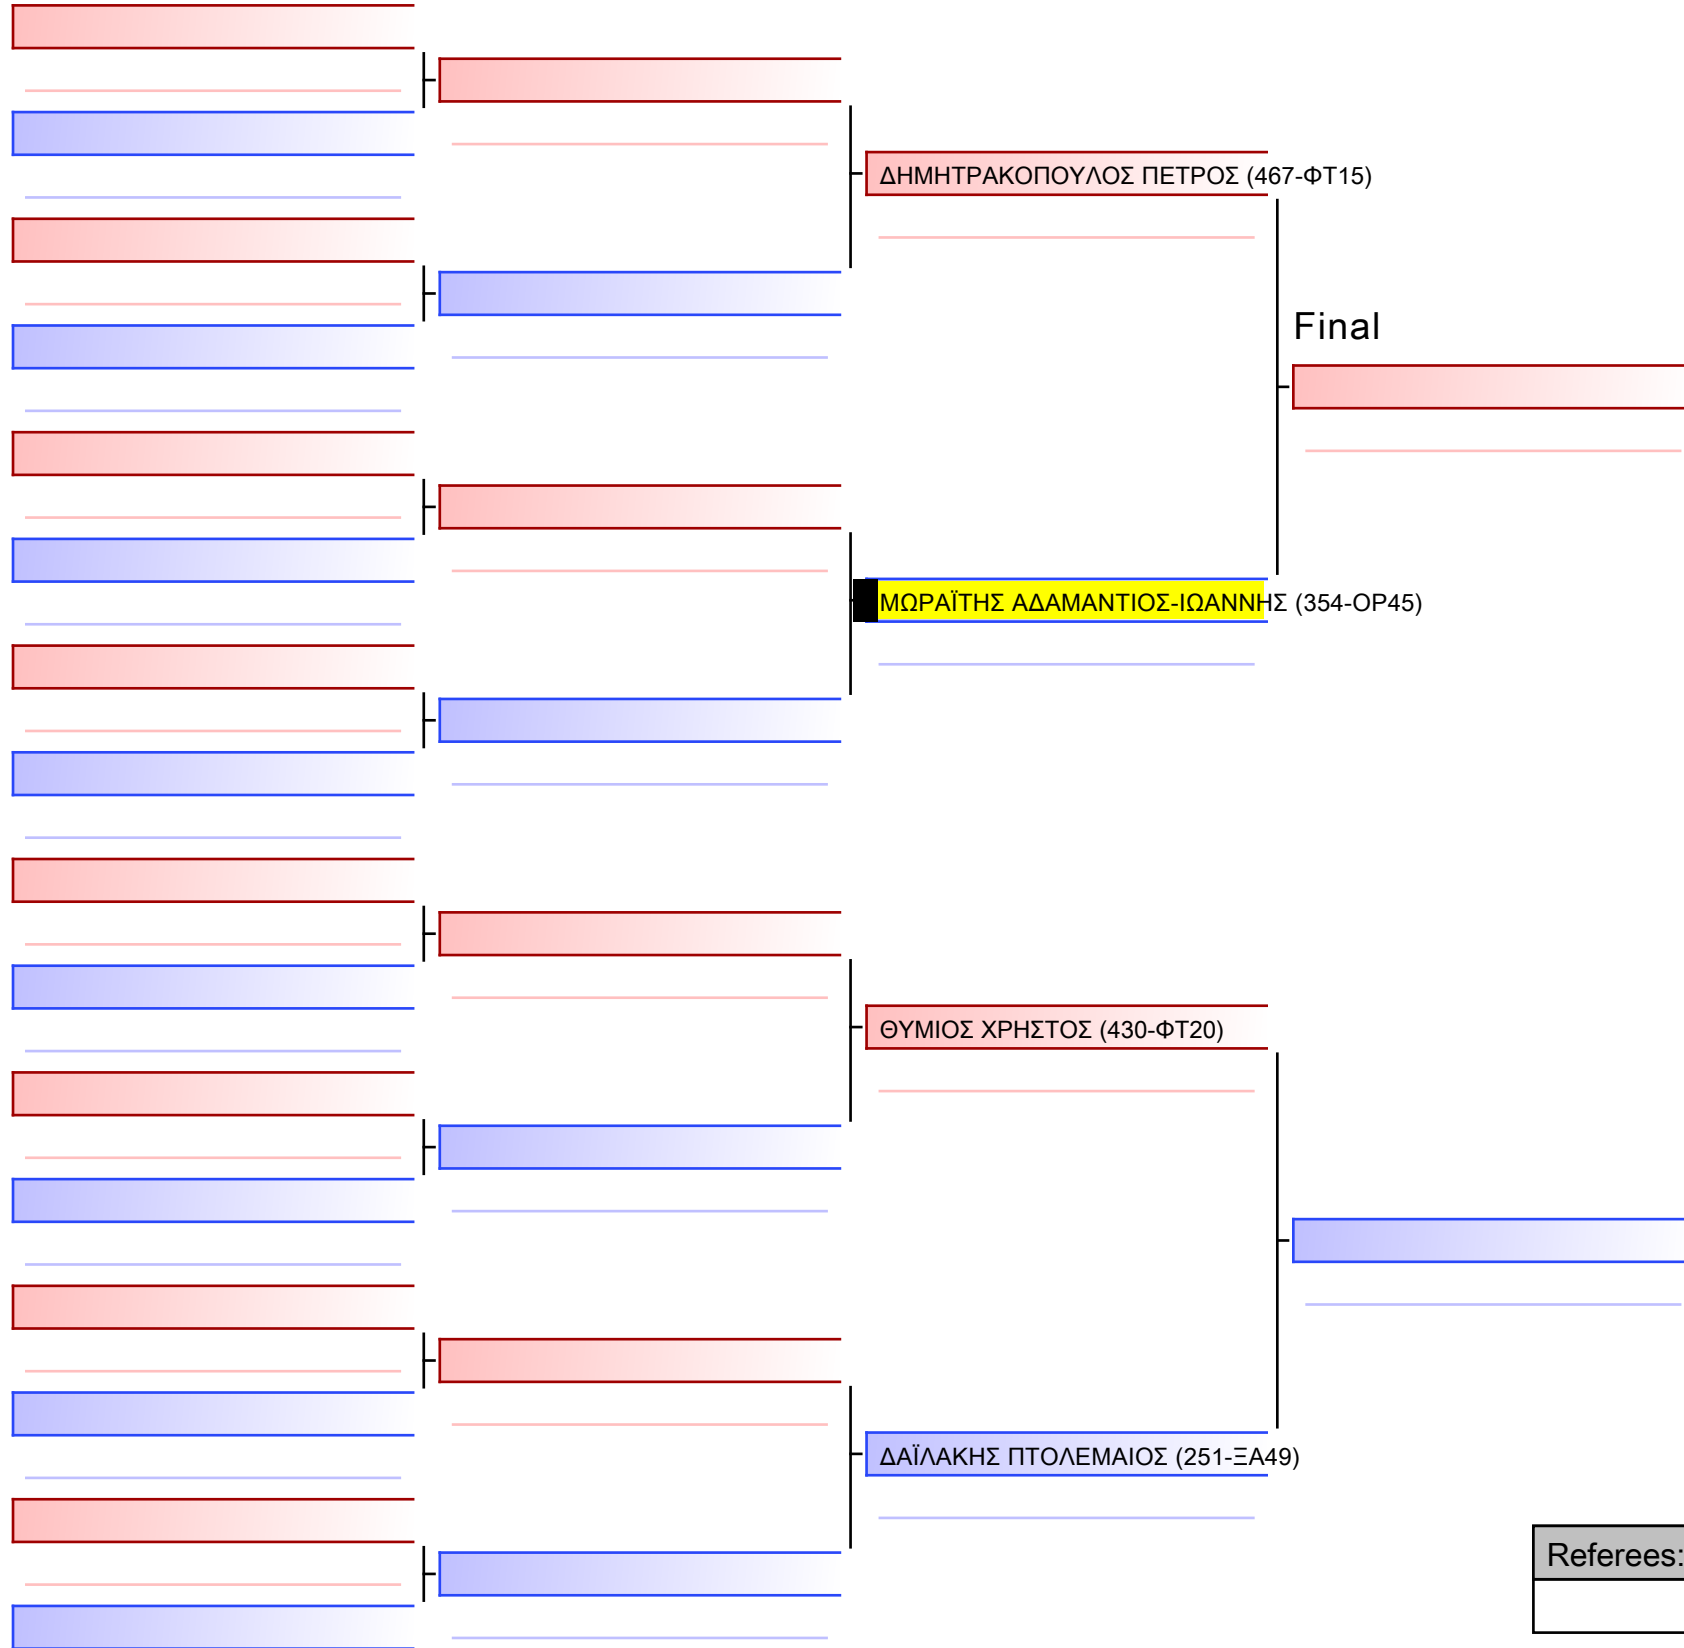 ΔΗΜΗΤΡΑΚΟΠΟΥΛΟΣ ΠΕΤΡΟΣ (467-ΦΤ15)
Final
ΜΩΡΑΪΤΗΣ ΑΔΑΜΑΝΤΙΟΣ-ΙΩΑΝΝΗΣ (354-ΟΡ45)
ΘΥΜΙΟΣ ΧΡΗΣΤΟΣ (430-ΦΤ20)
ΔΑΪΛΑΚΗΣ ΠΤΟΛΕΜΑΙΟΣ (251-ΞΑ49)
Referees: